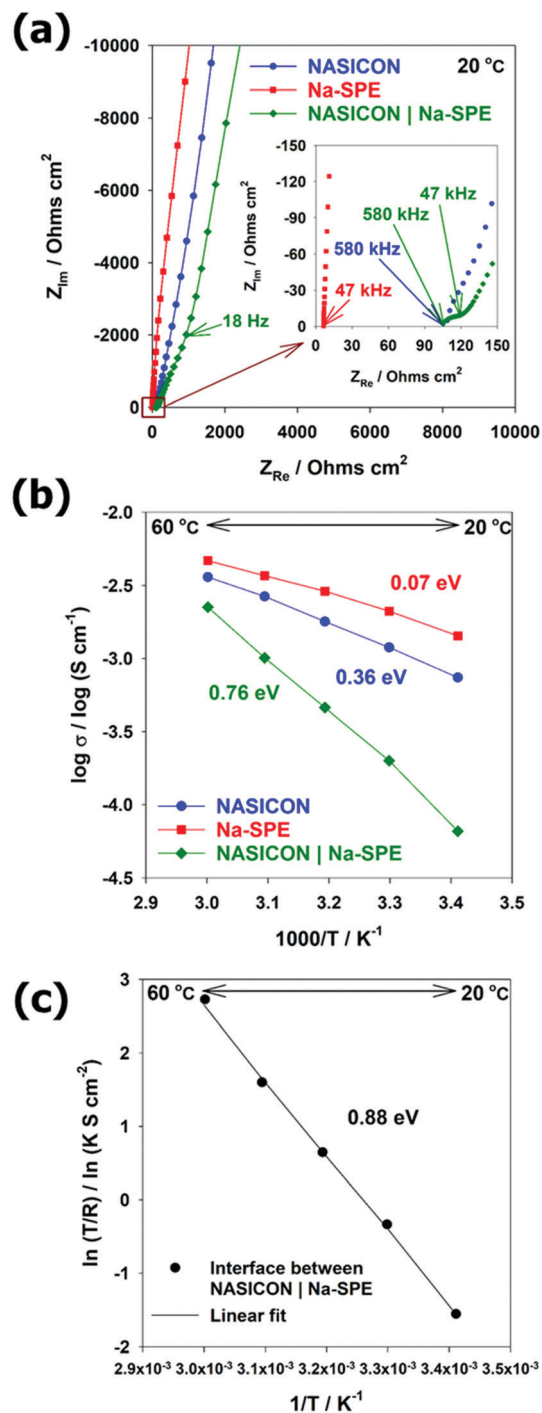 (a)
-10000
-8000
-6000
-4000
-2000
0
Z_Im / Ohms cm²
NASICON
Na-SPE
NASICON | Na-SPE
20 °C
18 Hz
-150
-120
-90
-60
-30
0
Z_Im / Ohms cm²
47 kHz
580 kHz
580 kHz
47 kHz
0 30 60 90 120 150
Z_Re / Ohms cm²
0 2000 4000 6000 8000 10000
Z_Re / Ohms cm²
(b)
-2.0
-2.5
-3.0
-3.5
-4.0
-4.5
log σ / log (S cm⁻¹)
60 °C 20 °C
0.07 eV
0.36 eV
0.76 eV
NASICON
Na-SPE
NASICON | Na-SPE
2.9 3.0 3.1 3.2 3.3 3.4 3.5
1000/T / K⁻¹
(c)
3
2
1
0
-1
-2
ln (T/R) / ln (K S cm⁻²)
60 °C 20 °C
0.88 eV
Interface between
NASICON | Na-SPE
Linear fit
2.9x10⁻³ 3.0x10⁻³ 3.1x10⁻³ 3.2x10⁻³ 3.3x10⁻³ 3.4x10⁻³ 3.5x10⁻³
1/T / K⁻¹